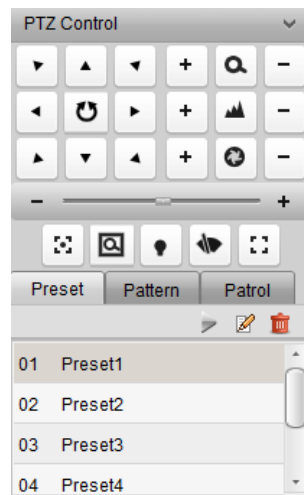 PTZ Control
+ −
+ −
+ −
− +
Preset Pattern Patrol
01 Preset1
02 Preset2
03 Preset3
04 Preset4